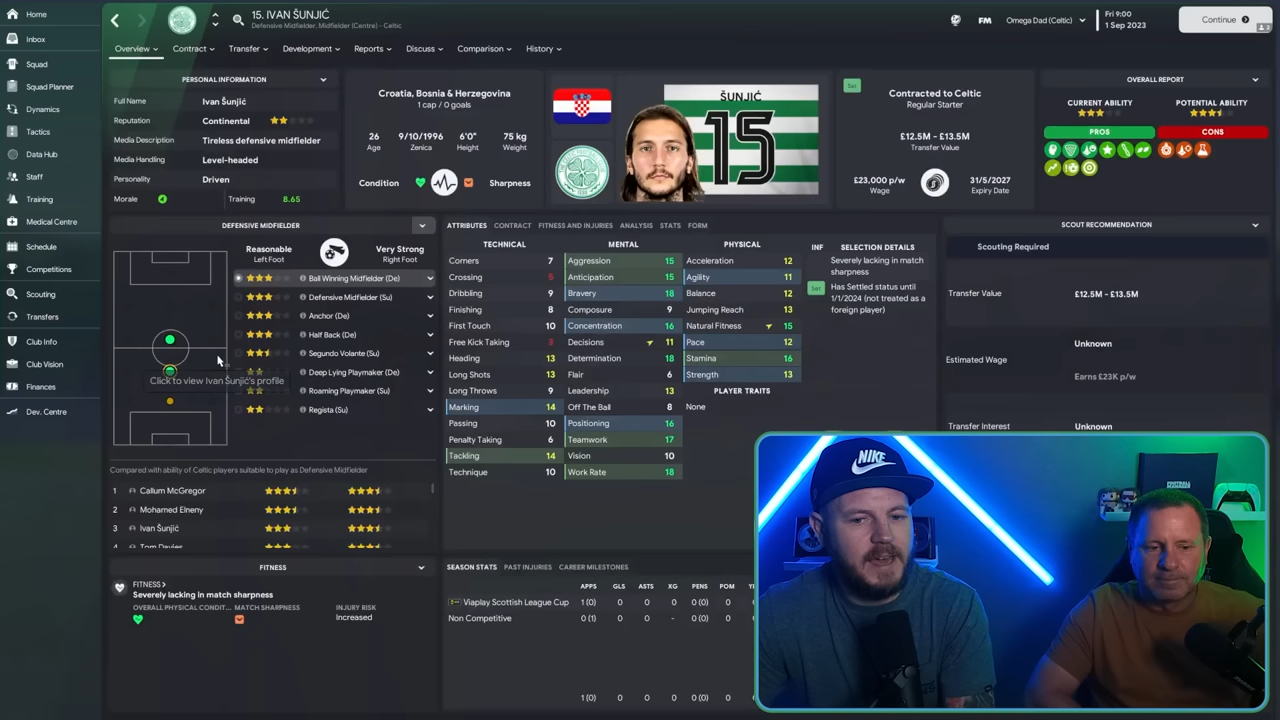 Home
Inbox
Squad
Squad Planner
Dynamics
Tactics
Data Hub
Staff
Training
Medical Centre
Schedule
Competitions
Scouting
Transfers
Club Info
Club Vision
Finances
Dev. Centre
15. IVAN ŠUNJIĆ
Defensive Midfielder, Midfielder (Centre) - Celtic
FM
Omega Dad (Celtic)
Fri 9:00
1 Sep 2023
Continue
2
Overview
Contract
Transfer
Development
Reports
Discuss
Comparison
History
PERSONAL INFORMATION
Full Name Ivan Šunjić
Reputation Continental
Media Description Tireless defensive midfielder
Media Handling Level-headed
Personality Driven
Morale
Training 8.65
Croatia, Bosnia & Herzegovina
1 cap / 0 goals
26 9/10/1996 6'0" 75 kg
Age Zenica Height Weight
Condition Sharpness
ŠUNJIĆ
15
Set
Contracted to Celtic
Regular Starter
£12.5M - £13.5M
Transfer Value
£23,000 p/w
Wage
31/5/2027
Expiry Date
OVERALL REPORT
CURRENT ABILITY
POTENTIAL ABILITY
PROS
CONS
DEFENSIVE MIDFIELDER
Reasonable
Left Foot
Very Strong
Right Foot
Ball Winning Midfielder (De)
Defensive Midfielder (Su)
Anchor (De)
Half Back (De)
Segundo Volante (Su)
Deep Lying Playmaker (De)
Roaming Playmaker (Su)
Regista (Su)
Click to view Ivan Šunjić's profile
Compared with ability of Celtic players suitable to play as Defensive Midfielder
1 Callum McGregor
2 Mohamed Elneny
3 Ivan Šunjić
4 Tom Davies
FITNESS
FITNESS >
Severely lacking in match sharpness
OVERALL PHYSICAL CONDIT... MATCH SHARPNESS INJURY RISK
Increased
ATTRIBUTES CONTRACT FITNESS AND INJURIES ANALYSIS STATS FORM
TECHNICAL
Corners 7
Crossing 5
Dribbling 9
Finishing 8
First Touch 10
Free Kick Taking 3
Heading 13
Long Shots 13
Long Throws 9
Marking 14
Passing 10
Penalty Taking 6
Tackling 14
Technique 10
MENTAL
Aggression 15
Anticipation 15
Bravery 18
Composure 9
Concentration 16
Decisions 11
Determination 18
Flair 6
Leadership 13
Off The Ball 8
Positioning 16
Teamwork 17
Vision 10
Work Rate 18
PHYSICAL
Acceleration 12
Agility 11
Balance 12
Jumping Reach 13
Natural Fitness 15
Pace 12
Stamina 16
Strength 13
PLAYER TRAITS
None
INF SELECTION DETAILS
Severely lacking in match
sharpness
Set
Has Settled status until
1/1/2024 (not treated as a
foreign player)
SCOUT RECOMMENDATION
Scouting Required
Transfer Value £12.5M - £13.5M
Unknown
Estimated Wage
Earns £23K p/w
Transfer Interest Unknown
SEASON STATS PAST INJURIES CAREER MILESTONES
APPS GLS ASTS XG PENS POM
Viaplay Scottish League Cup 1 (0) 0 0 0 0 (0) 0
Non Competitive 0 (1) 0 0 - 0 (0) 0
1 (0) 0 0 0 0 (0) 0
NIKE
FOOTBALL